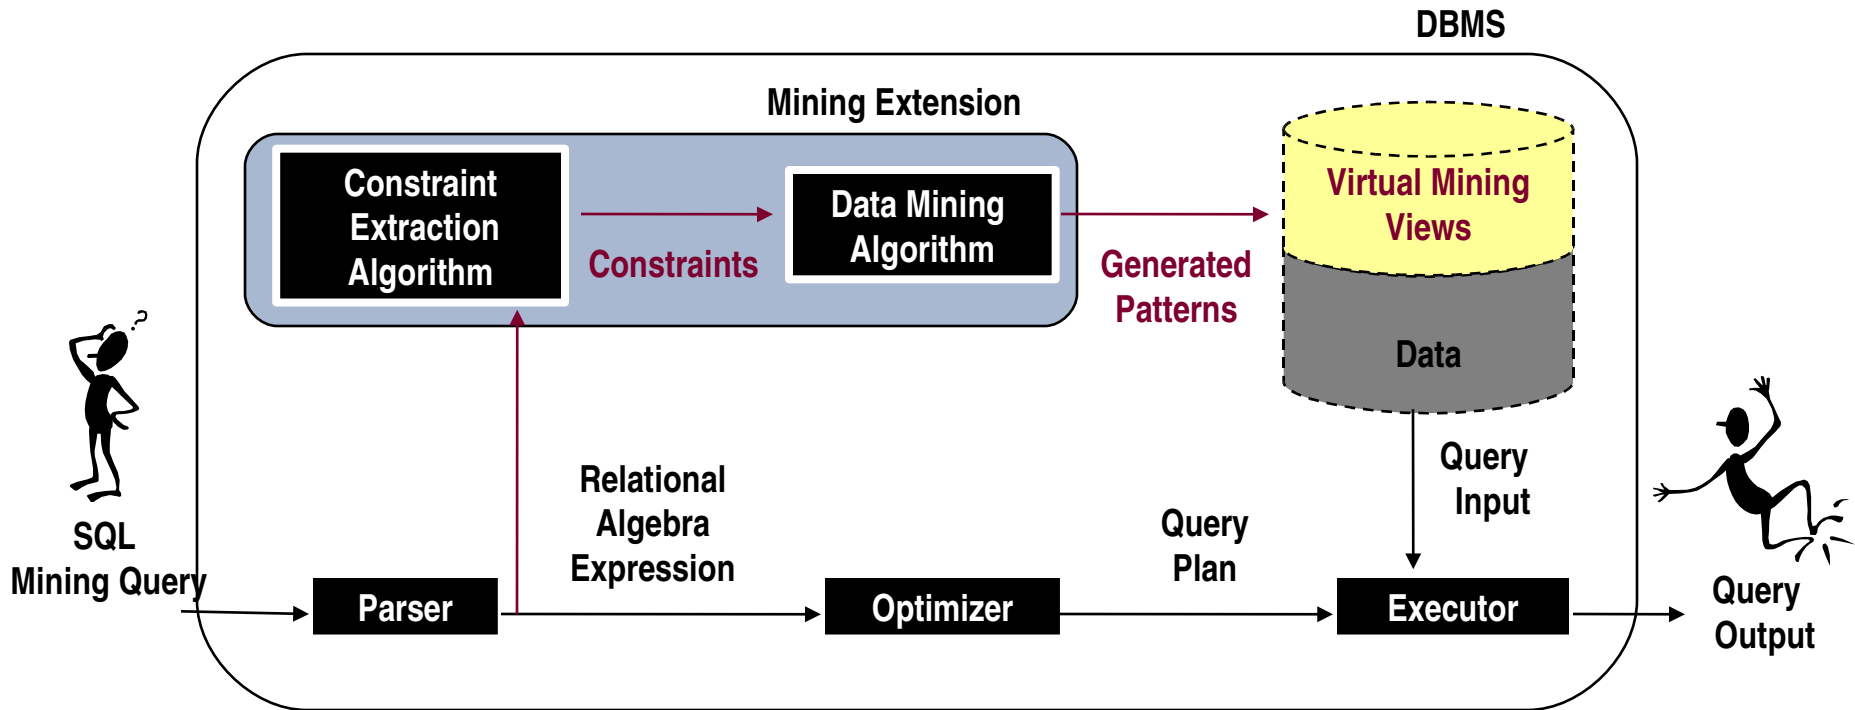 DBMS
Mining Extension
Constraint
Extraction
Algorithm
Constraints
Data Mining
Algorithm
Generated
Patterns
Virtual Mining
Views
Data
?
SQL
Mining Query
Parser
Relational
Algebra
Expression
Optimizer
Query
Plan
Query
Input
Executor
Query
Output